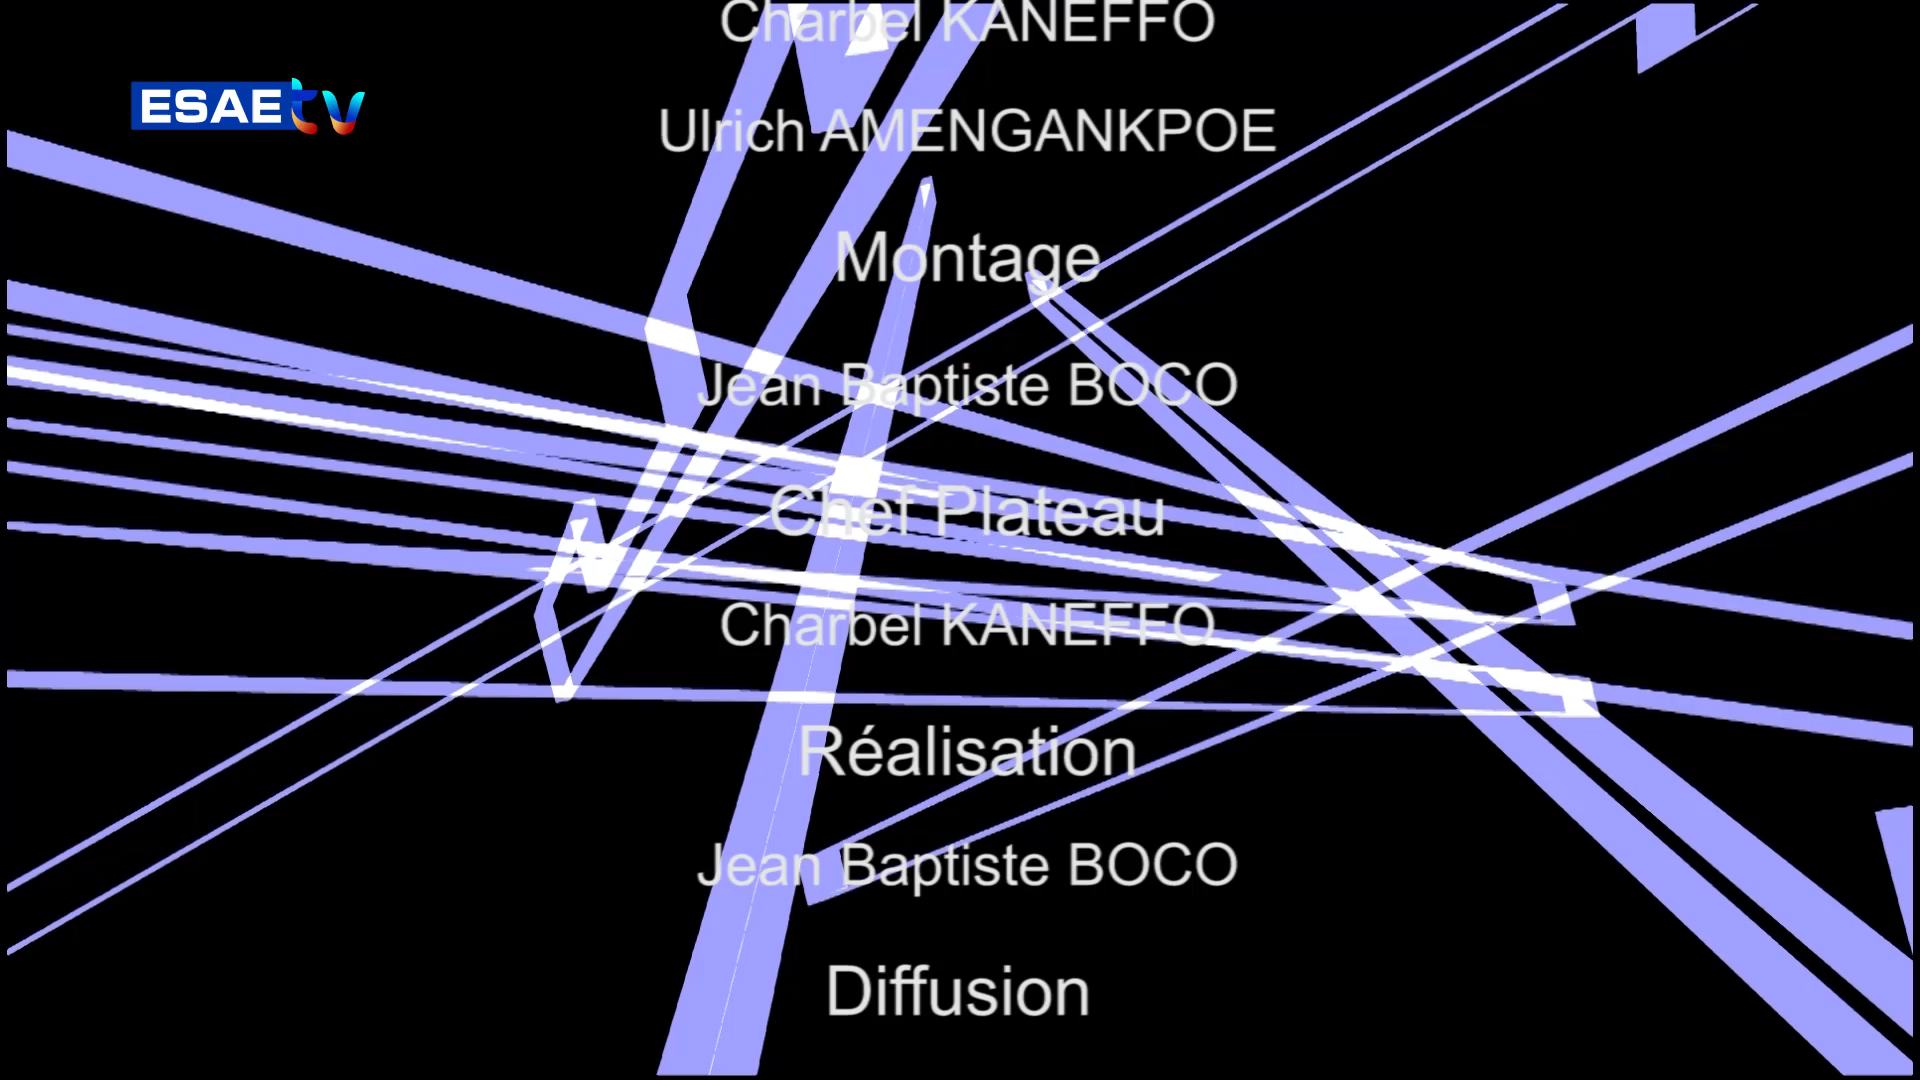 Charbel KANEFFO
ESAE tv
Ulrich AMENGANKPOE
Montage
Jean Baptiste BOCO
Chef Plateau
Charbel KANEFFO
Réalisation
Jean Baptiste BOCO
Diffusion